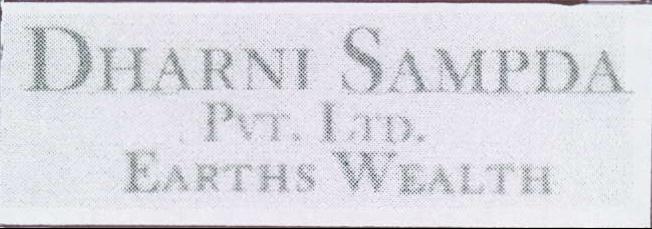 DHARNI SAMPDA
PVT. LTD.
EARTHS WEALTH